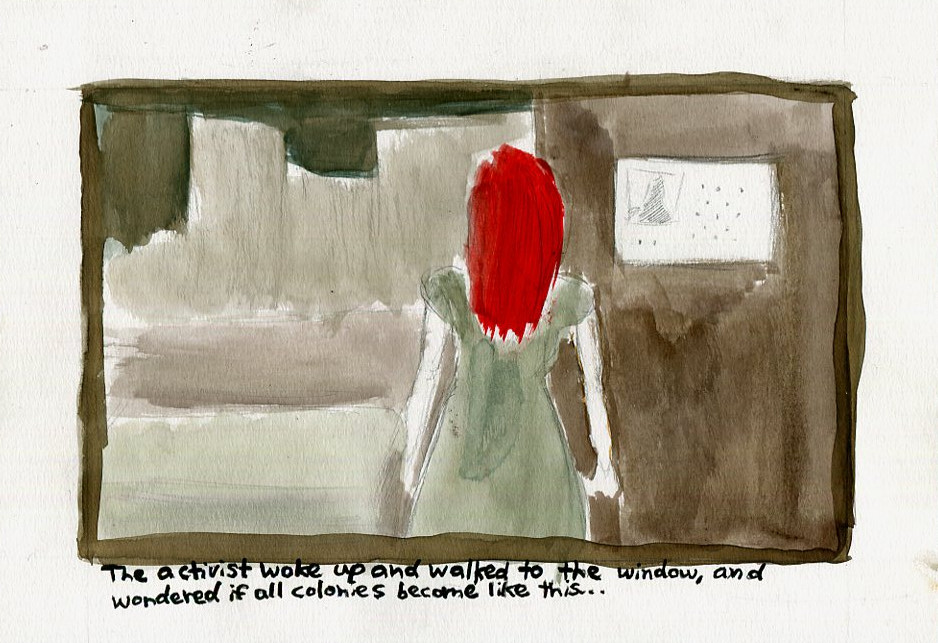 The activist woke up and walked to the window, and
wondered if all colonies become like this...